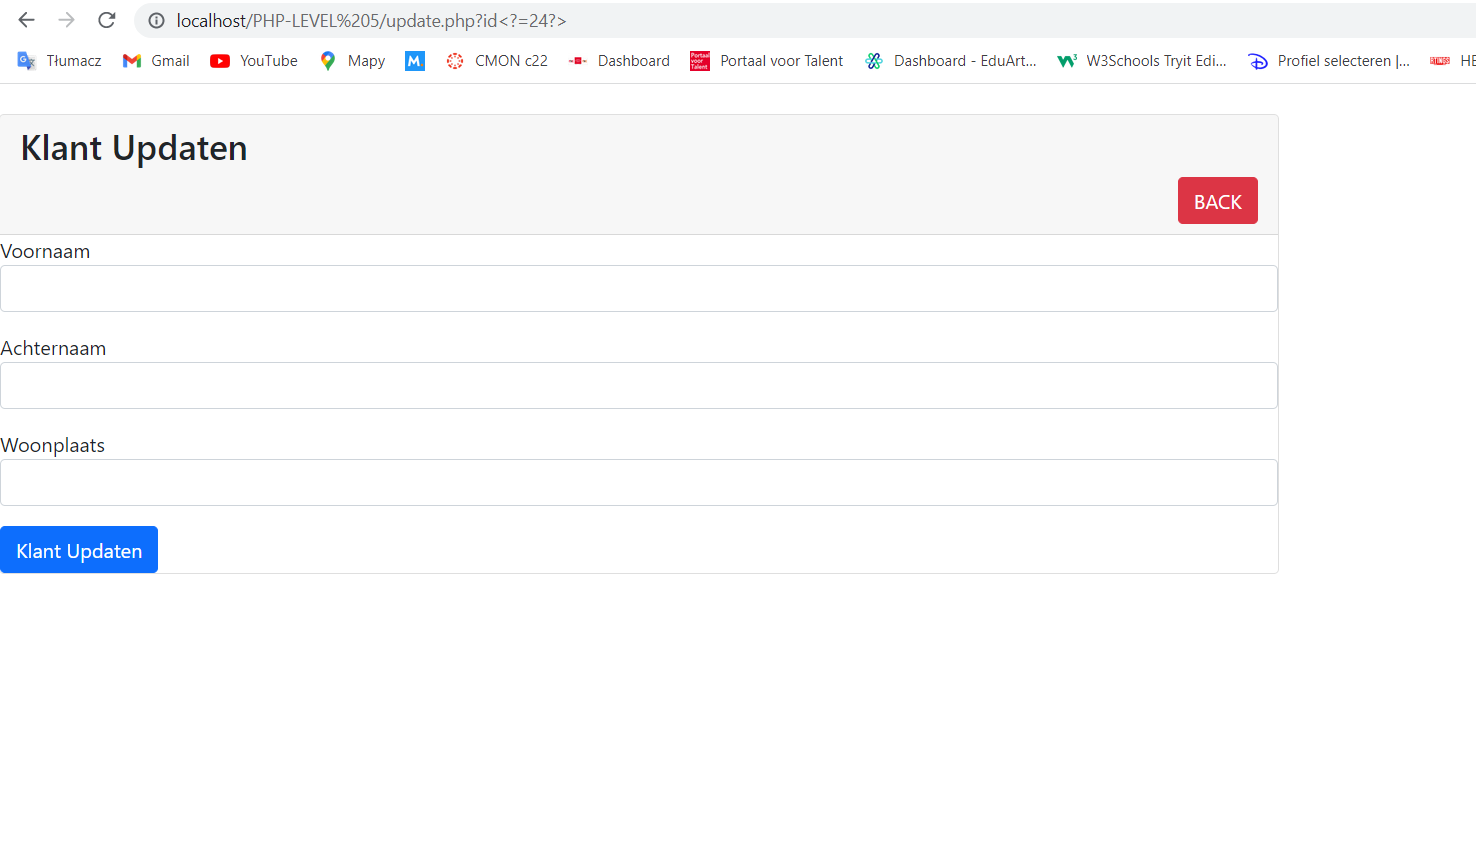 localhost/PHP-LEVEL%205/update.php?id<?=24?>
Tłumacz Gmail YouTube Mapy M. CMON c22 Dashboard Portaal voor Talent Dashboard - EduArt... W3Schools Tryit Edi... Profiel selecteren |... HE
Klant Updaten
BACK
Voornaam
Achternaam
Woonplaats
Klant Updaten